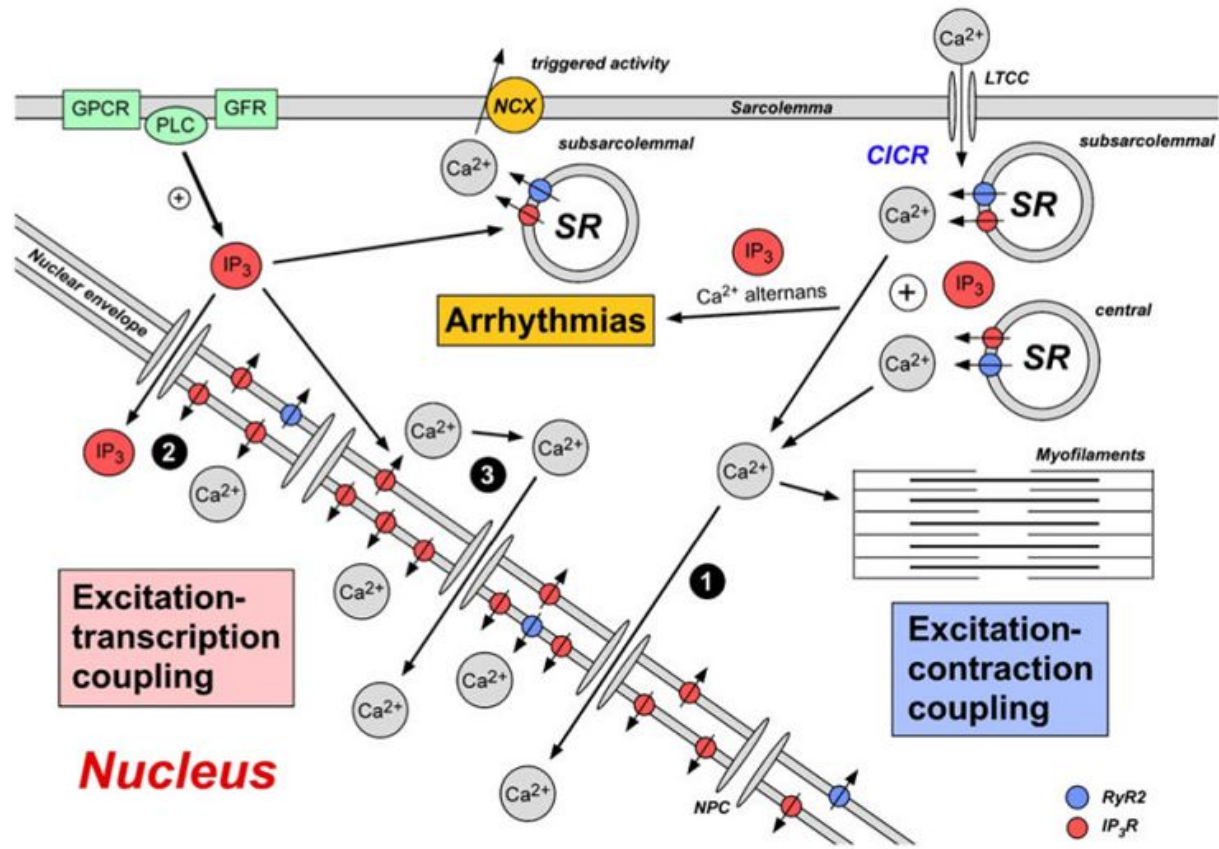 Ca2+
triggered activity
LTCC
GPCR
GFR
NCX
Sarcolemma
PLC
subsarcolemmal
CICR
subsarcolemmal
Ca2+
+
SR
Ca2+
SR
IP3
Nuclear envelope
IP3
Ca2+ alternans
+
IP3
Arrhythmias
central
Ca2+
SR
IP3
2
Ca2+
3
Ca2+
Ca2+
Ca2+
Myofilaments
Ca2+
1
Excitation-
transcription
coupling
Excitation-
contraction
coupling
Ca2+
Ca2+
Nucleus
Ca2+
NPC
RyR2
IP3R